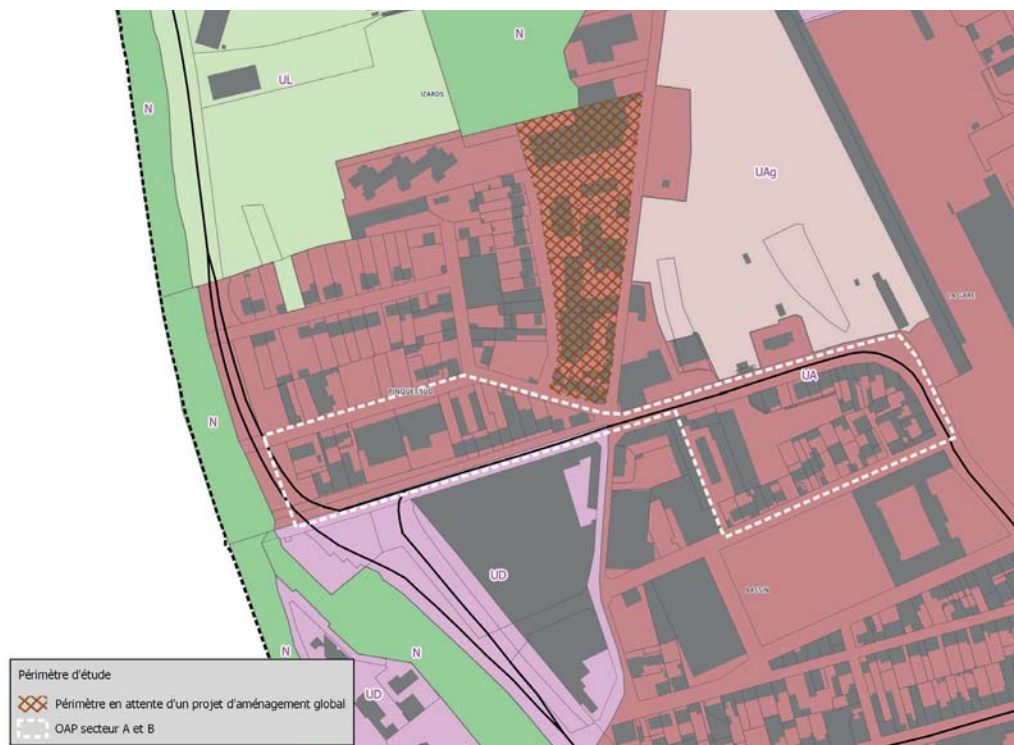 N
UL
IZARDS
N
UAg
LA GARE
PINQUET SUD
UA
N
UD
BASSIN
N
N
UD
Périmètre d'étude
Périmètre en attente d'un projet d'aménagement global
OAP secteur A et B